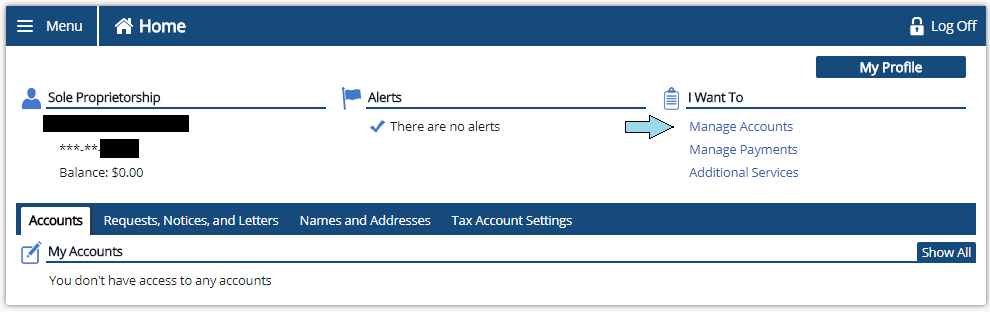 Menu Home Log Off
My Profile
Sole Proprietorship
***-**-
Balance: $0.00
Alerts
There are no alerts
I Want To
Manage Accounts
Manage Payments
Additional Services
Accounts Requests, Notices, and Letters Names and Addresses Tax Account Settings
My Accounts Show All
You don't have access to any accounts